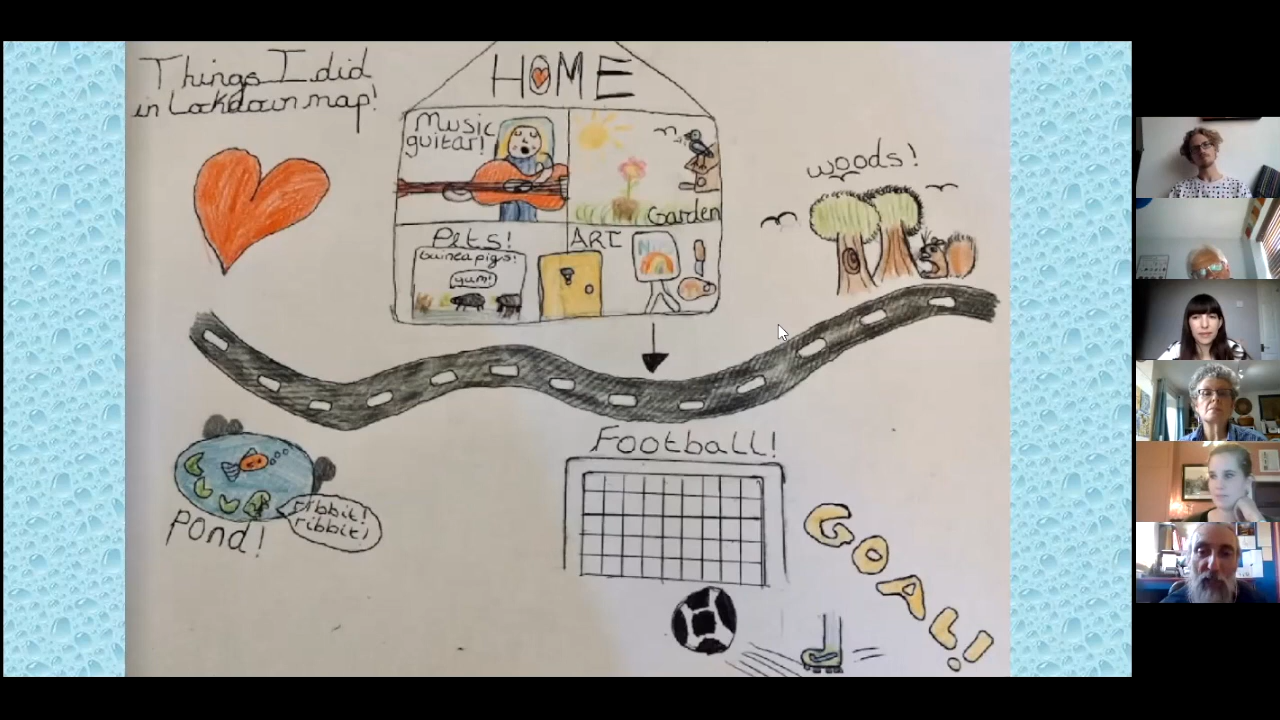 Things I did
in Lockdown map!
HOME
Music
guitar!
Garden
Pets!
Guinea pigs!
yum!
ART
woods!
Pond!
ribbit!
ribbit!
Football!
GOAL!